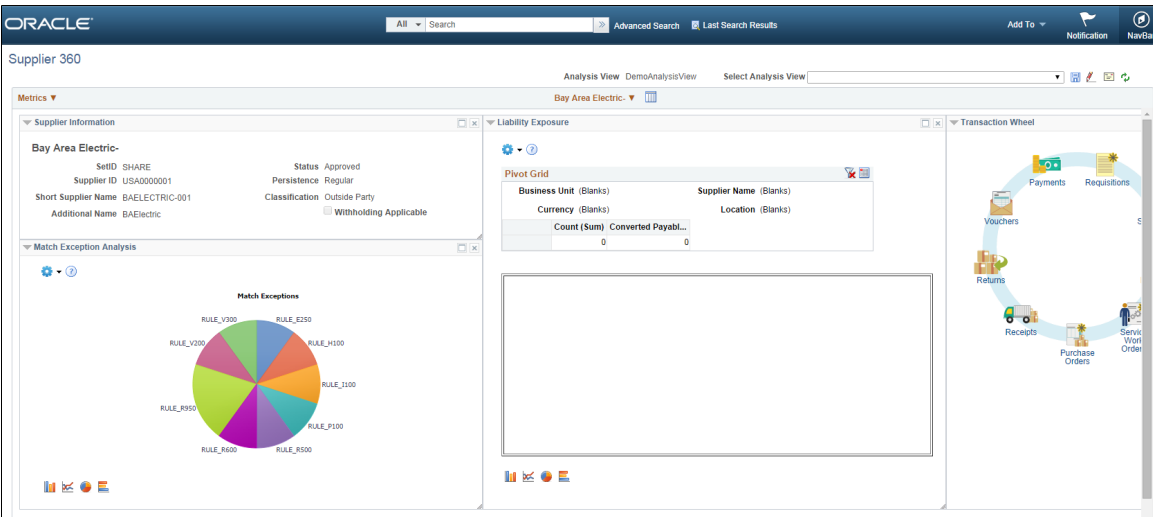 ORACLE
All Search Advanced Search Last Search Results Add To Notification NavBa
Supplier 360
Analysis View DemoAnalysisView Select Analysis View
Metrics Bay Area Electric-
Supplier Information
Bay Area Electric-
SetID SHARE Status Approved
Supplier ID USA0000001 Persistence Regular
Short Supplier Name BAELECTRIC-001 Classification Outside Party
Additional Name BAElectric Withholding Applicable
Match Exception Analysis
Match Exceptions
RULE_V300 RULE_E250
RULE_V200 RULE_H100
RULE_I100
RULE_R950
RULE_P100
RULE_R600 RULE_R500
Liability Exposure
Pivot Grid
Business Unit (Blanks) Supplier Name (Blanks)
Currency (Blanks) Location (Blanks)
Count (Sum) Converted Payabl...
0 0
Transaction Wheel
Payments Requisitions
Vouchers S
Returns
Receipts Servic
Work
Order
Purchase
Orders